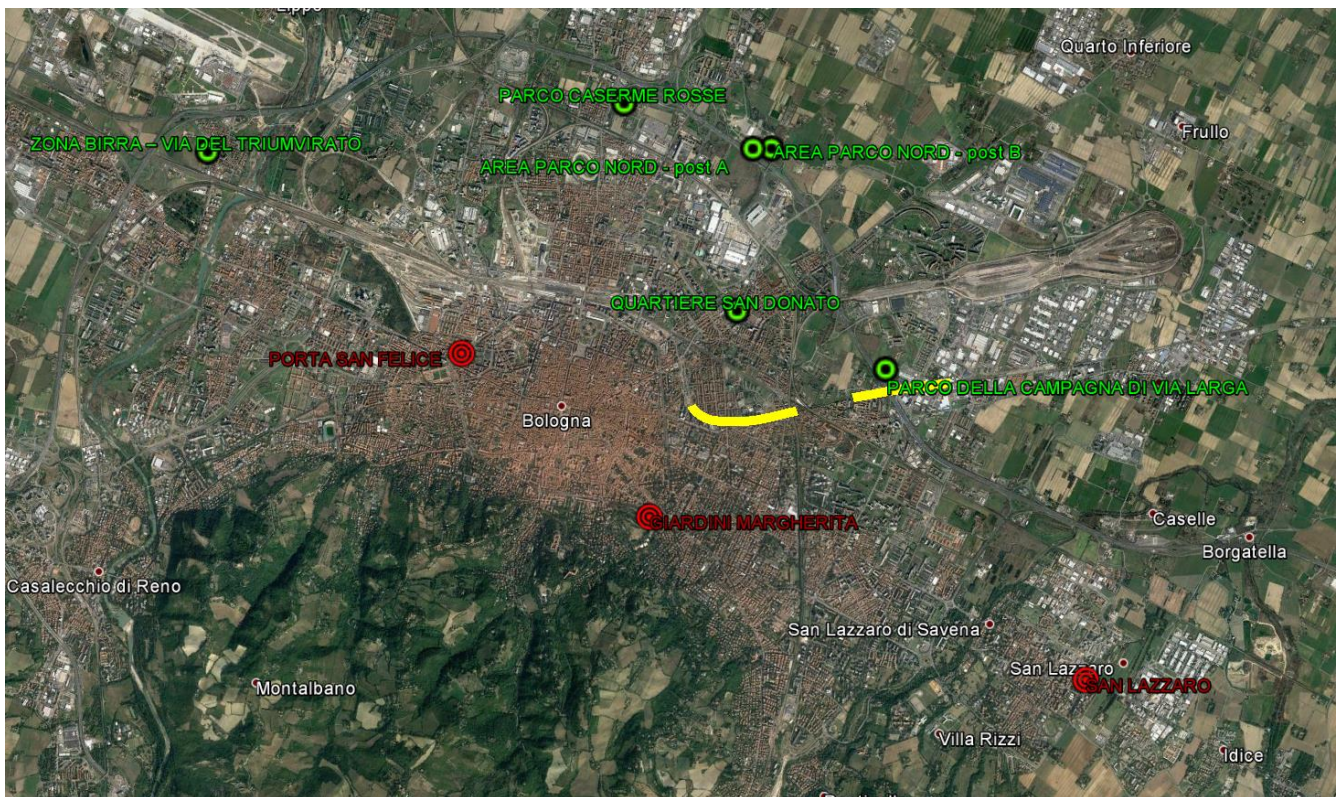 Lippo
Quarto Inferiore
PARCO CASERME ROSSE
Frullo
ZONA BIRRA – VIA DEL TRIUMVIRATO
AREA PARCO NORD - post B
AREA PARCO NORD - post A
QUARTIERE SAN DONATO
PORTA SAN FELICE
PARCO DELLA CAMPAGNA DI VIA LARGA
Bologna
GIARDINI MARGHERITA
Caselle
Borgatella
Casalecchio di Reno
San Lazzaro di Savena
San Lazzaro
SAN LAZZARO
Montalbano
Villa Rizzi
Idice